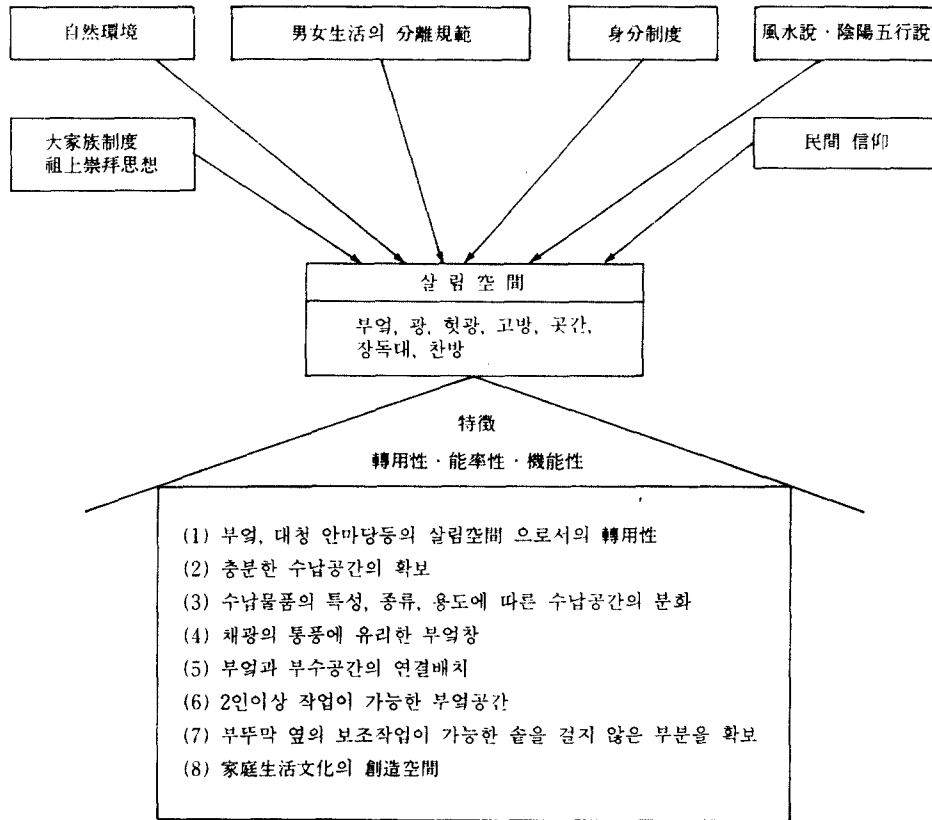 自然環境
男女生活의 分離規範
身分制度
風水說·陰陽五行說
大家族制度
祖上崇拜思想
民間 信仰
살림空間
부엌, 광, 헛광, 고방, 곳간,
장독대, 찬방
特徵
轉用性·能率性·機能性
(1) 부엌, 대청 안마당등의 살림空間 으로서의 轉用性
(2) 충분한 수납공간의 확보
(3) 수납물품의 특성, 종류, 용도에 따른 수납공간의 분화
(4) 채광의 통풍에 유리한 부엌창
(5) 부엌과 부수공간의 연결배치
(6) 2인이상 작업이 가능한 부엌공간
(7) 부뚜막 옆의 보조작업이 가능한 솥을 걸지 않은 부분을 확보
(8) 家庭生活文化의 創造空間